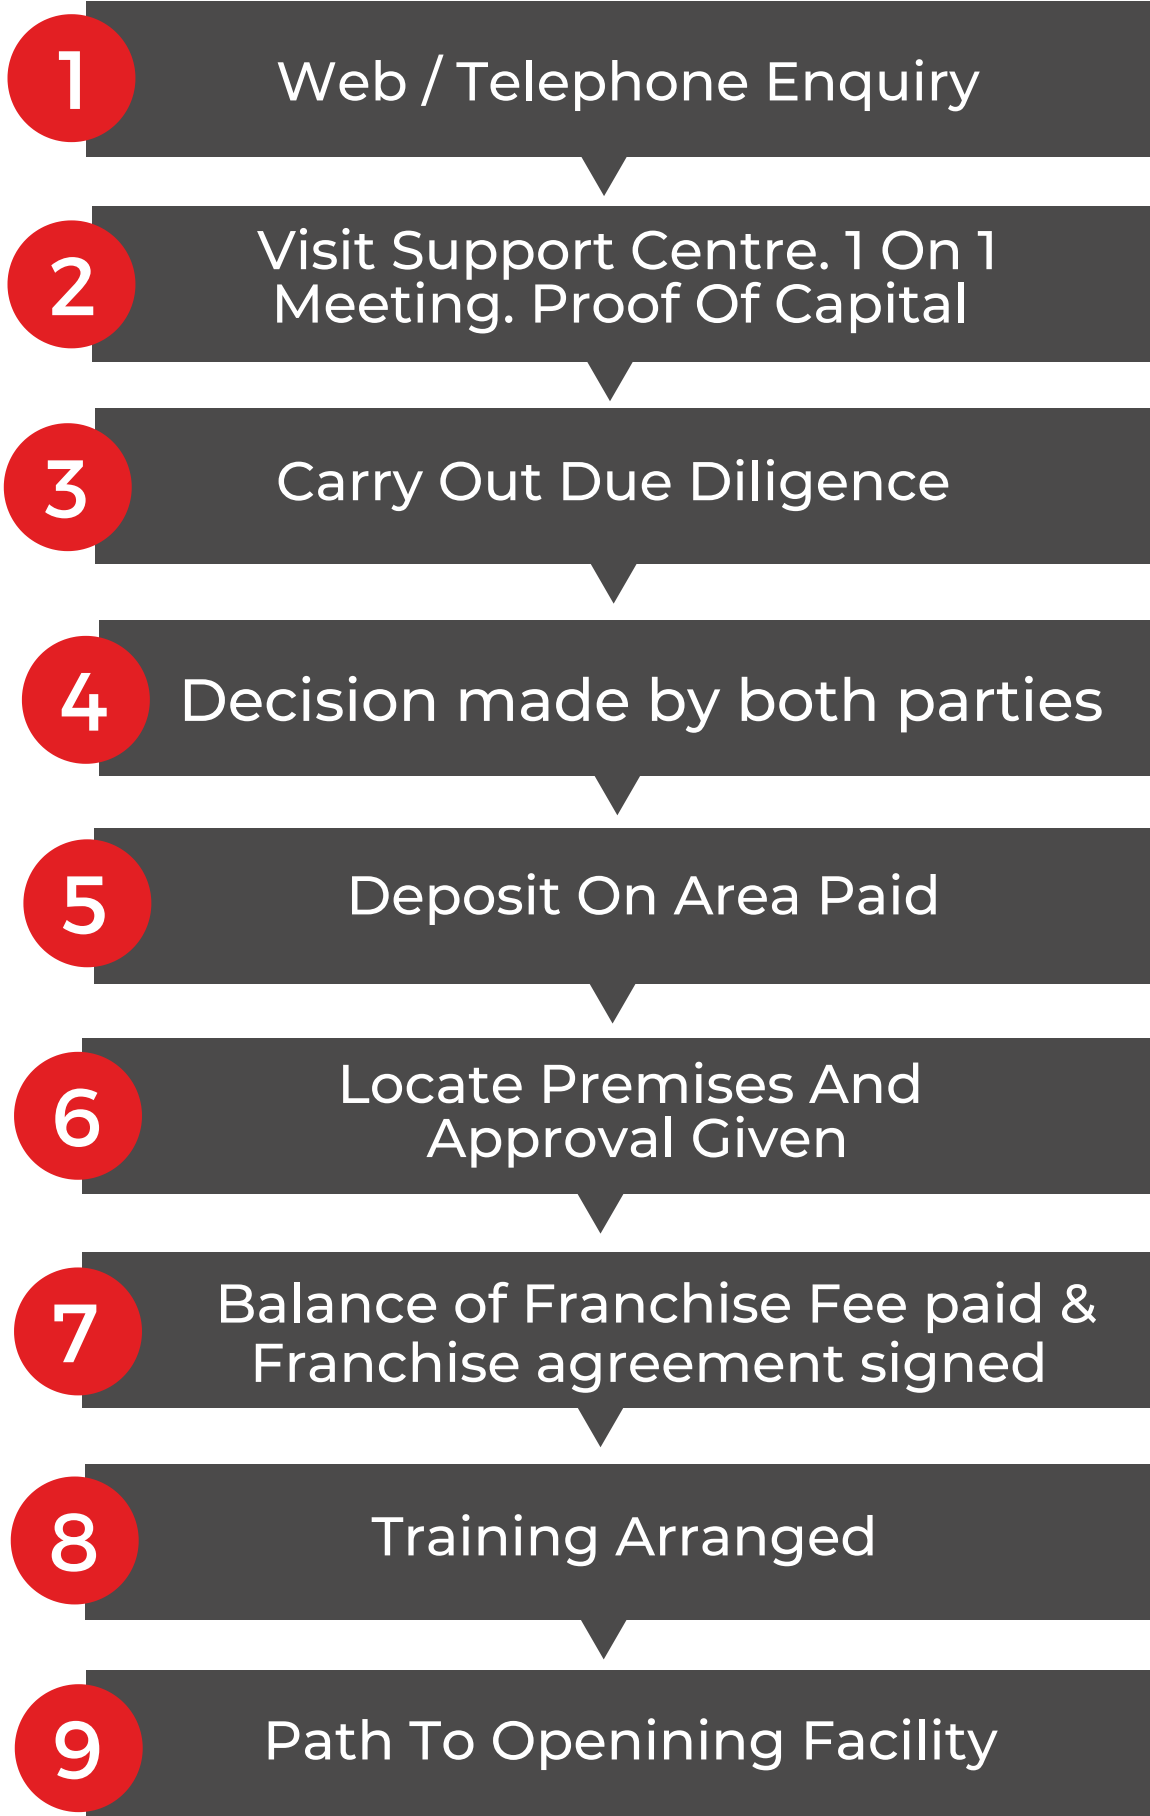 1
Web / Telephone Enquiry
2
Visit Support Centre. 1 On 1
Meeting. Proof Of Capital
3
Carry Out Due Diligence
4
Decision made by both parties
5
Deposit On Area Paid
6
Locate Premises And
Approval Given
7
Balance of Franchise Fee paid &
Franchise agreement signed
8
Training Arranged
9
Path To Openining Facility